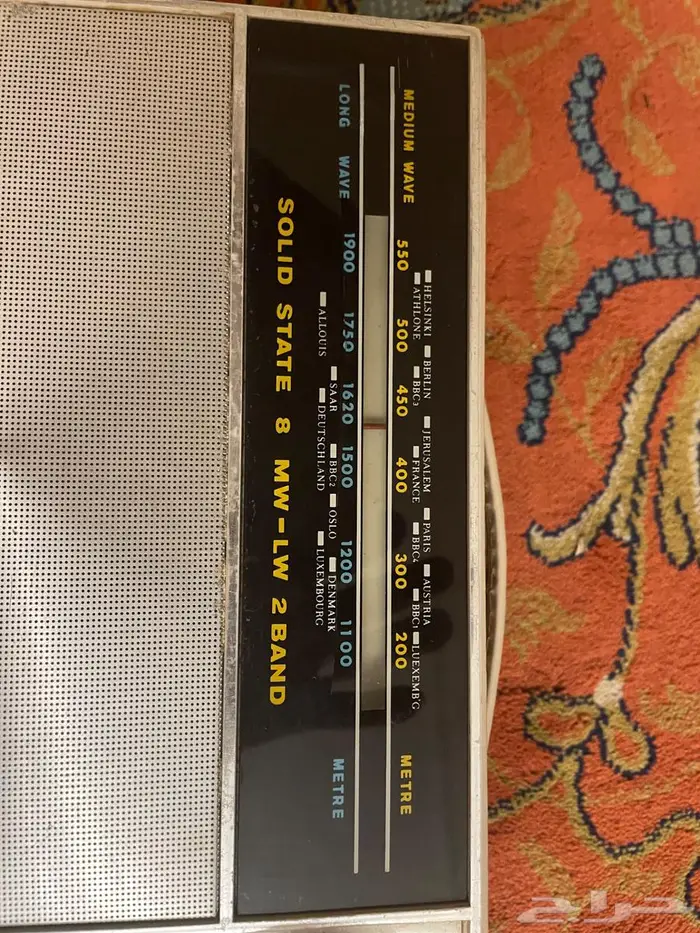 HELSINKI BERLIN JERUSALEM PARIS AUSTRIA
ATHLONE BBC3 FRANCE BBC4 BBC1 LUEXEMB'G
MEDIUM WAVE 550 500 450 400 300 200 METRE
LONG WAVE 1900 1750 1620 1500 1200 1100 METRE
SAAR BBC2 OSLO DENMARK
ALLOUIS DEUTSCHLAND LUXEMBOURG
SOLID STATE 8 MW-LW 2 BAND
حراج